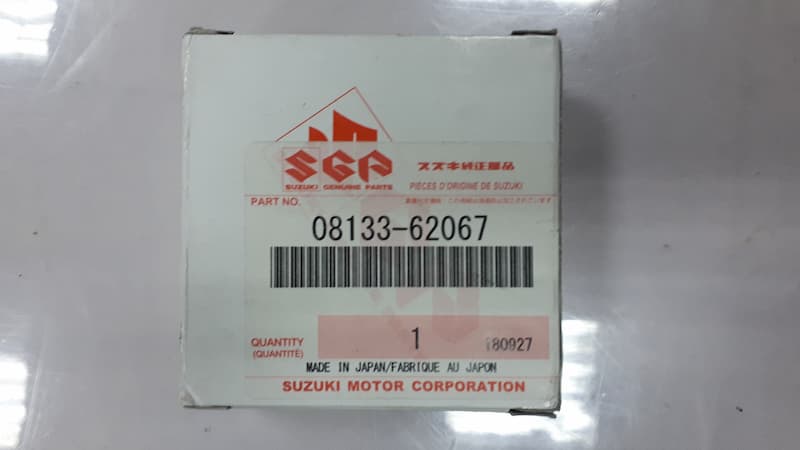 SGP
SUZUKI GENUINE PARTS
スズキ純正部品
PIECES D'ORIGINE DE SUZUKI
PART NO.
08133-62067
QUANTITY
(QUANTITÉ)
1
180927
MADE IN JAPAN/FABRIQUE AU JAPON
SUZUKI MOTOR CORPORATION